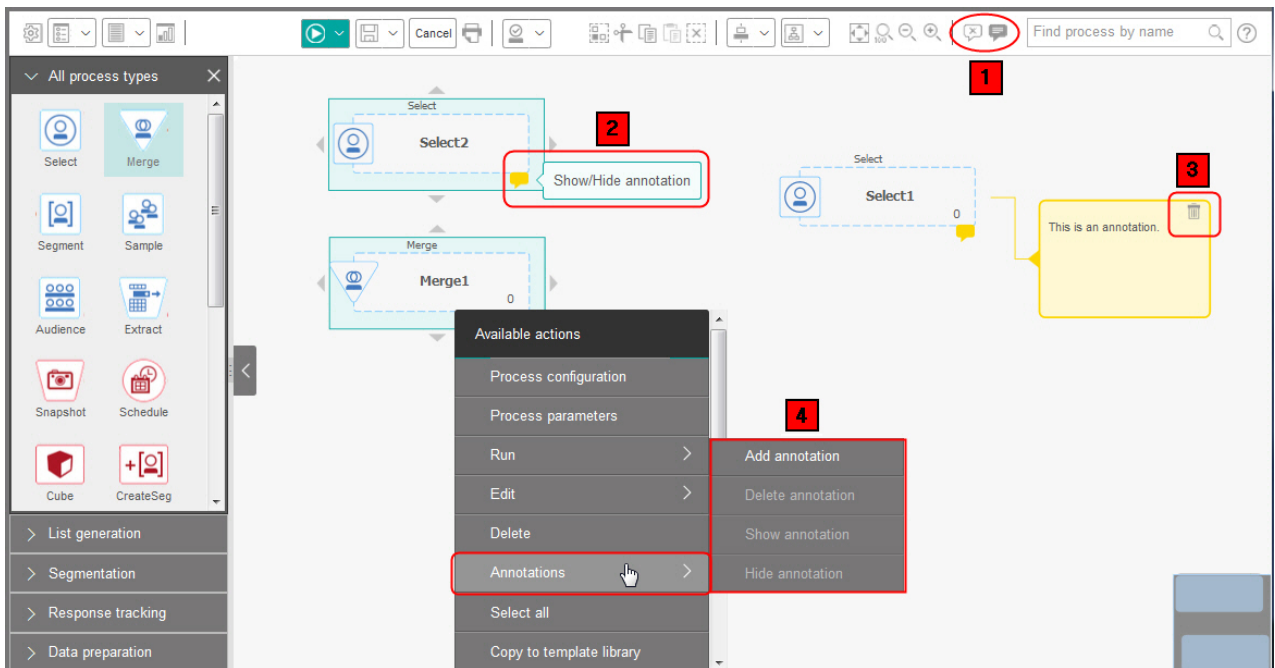 Cancel
100
Find process by name
1
All process types
Select
Merge
Segment
Sample
Audience
Extract
Snapshot
Schedule
Cube
CreateSeg
List generation
Segmentation
Response tracking
Data preparation
Select
Select2
2
Show/Hide annotation
Select
Select1
0
3
This is an annotation.
Merge
Merge1
0
Available actions
Process configuration
Process parameters
Run
Edit
Delete
Annotations
Select all
Copy to template library
4
Add annotation
Delete annotation
Show annotation
Hide annotation